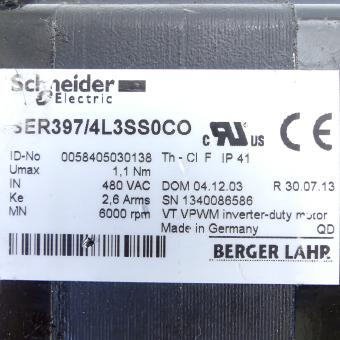 Schneider
Electric
SER397/4L3SS0CO
c US CE
ID-No 0058405030138 Th - Cl F IP 41
Umax 1,1 Nm
IN 480 VAC DOM 04.12.03 R 30.07.13
Ke 2,6 Arms SN 1340086586
MN 6000 rpm VT VPWM inverter-duty motor
Made in Germany QD
BERGER LAHR